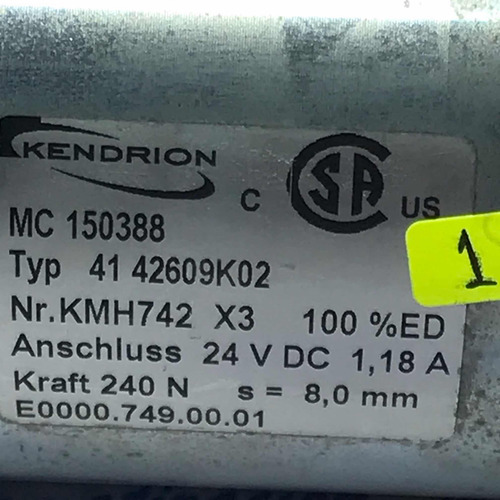 KENDRION
C SA US
MC 150388
Typ 41 42609K02
1
Nr.KMH742 X3 100 %ED
Anschluss 24 V DC 1,18 A
Kraft 240 N s = 8,0 mm
E0000.749.00.01